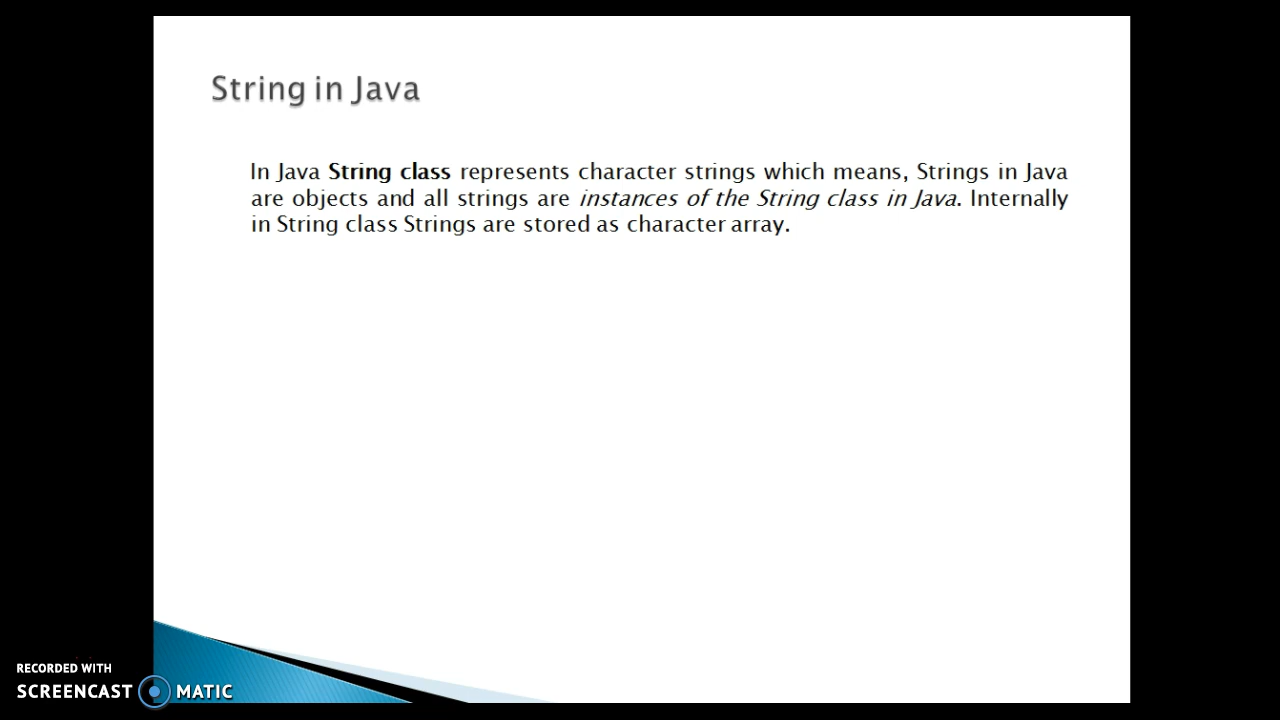 String in Java
In Java String class represents character strings which means, Strings in Java
are objects and all strings are instances of the String class in Java. Internally
in String class Strings are stored as character array.
RECORDED WITH
SCREENCAST MATIC